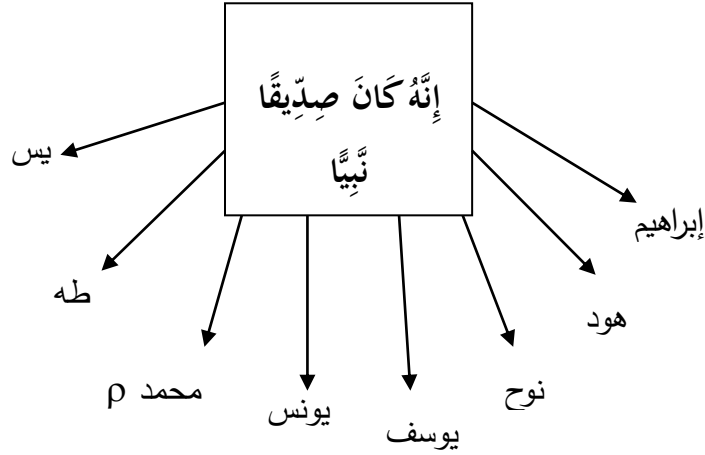 إِنَّهُ كَانَ صِدِّيقًا
نَّبِيًّا
إبراهيم
هود
نوح
يوسف
يونس
محمد ρ
طه
يس